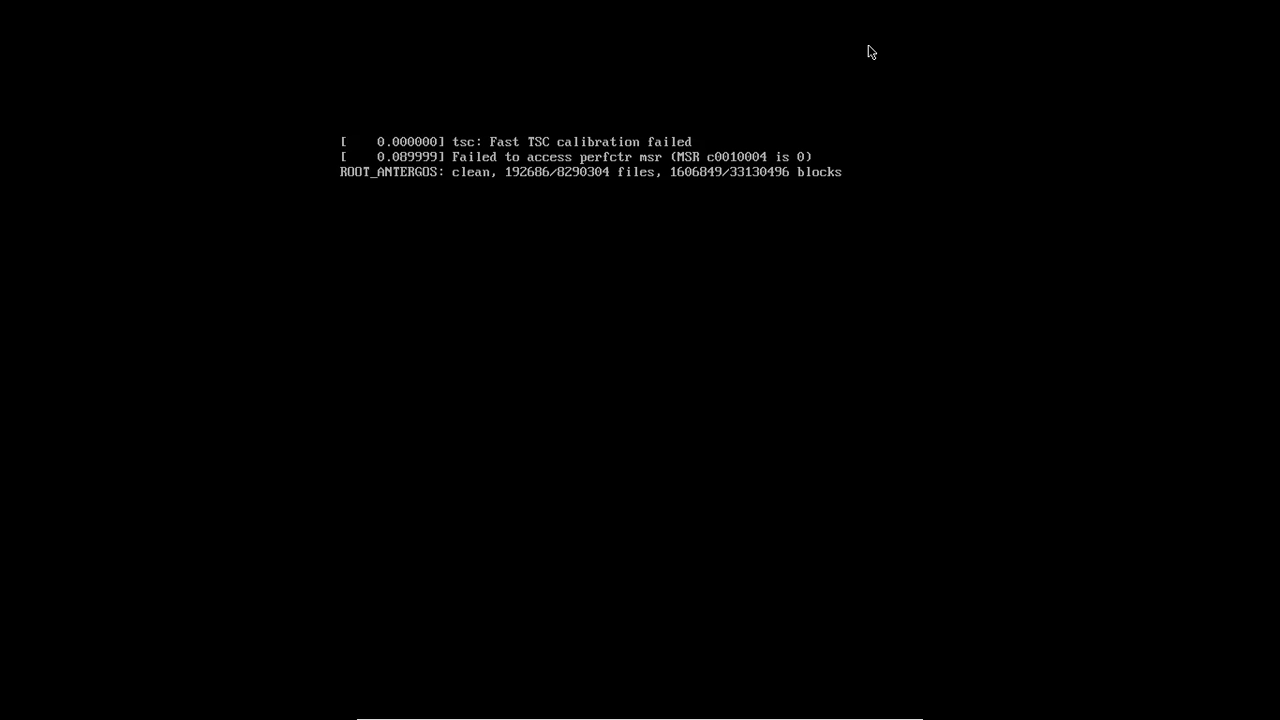 [    0.000000] tsc: Fast TSC calibration failed
[    0.089999] Failed to access perfctr msr (MSR c0010004 is 0)
ROOT_ANTERGOS: clean, 192686/8290304 files, 1606849/33130496 blocks